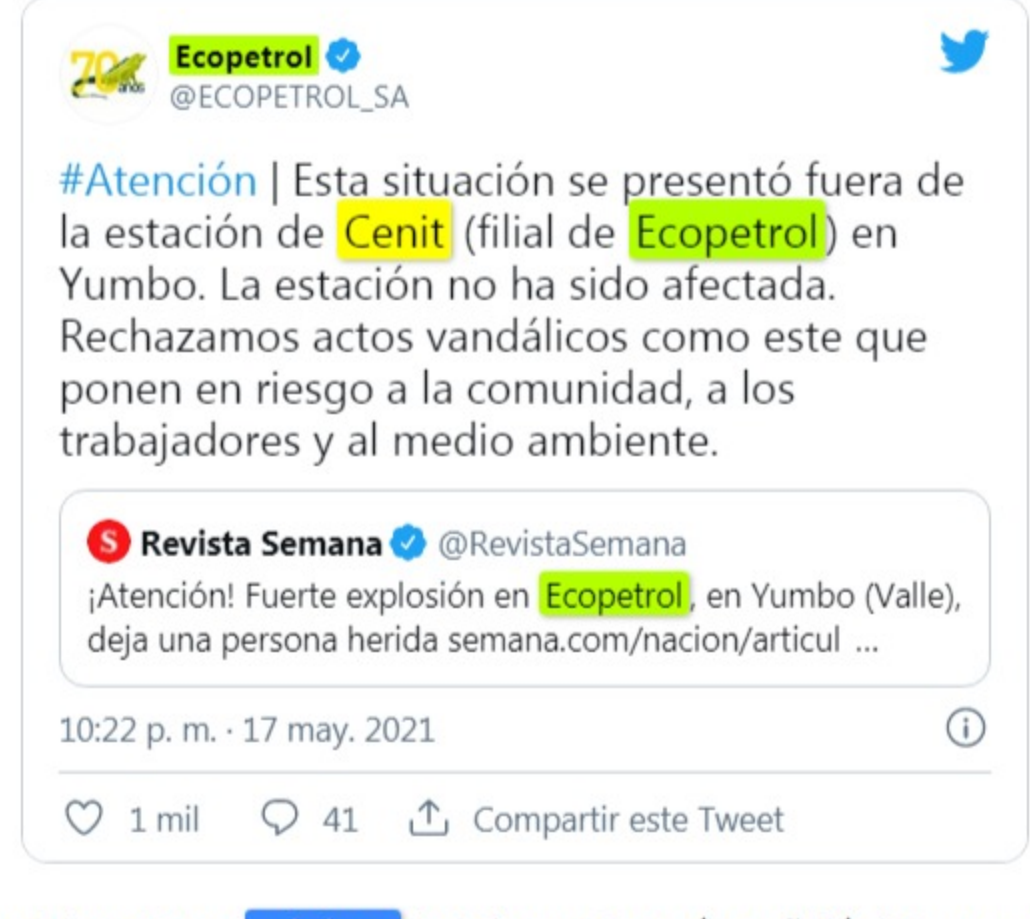 70
años
Ecopetrol
@ECOPETROL_SA
#Atención | Esta situación se presentó fuera de
la estación de Cenit (filial de Ecopetrol) en
Yumbo. La estación no ha sido afectada.
Rechazamos actos vandálicos como este que
ponen en riesgo a la comunidad, a los
trabajadores y al medio ambiente.
S Revista Semana @RevistaSemana
¡Atención! Fuerte explosión en Ecopetrol, en Yumbo (Valle),
deja una persona herida semana.com/nacion/articul ...
10:22 p. m. · 17 may. 2021
1 mil 41 Compartir este Tweet